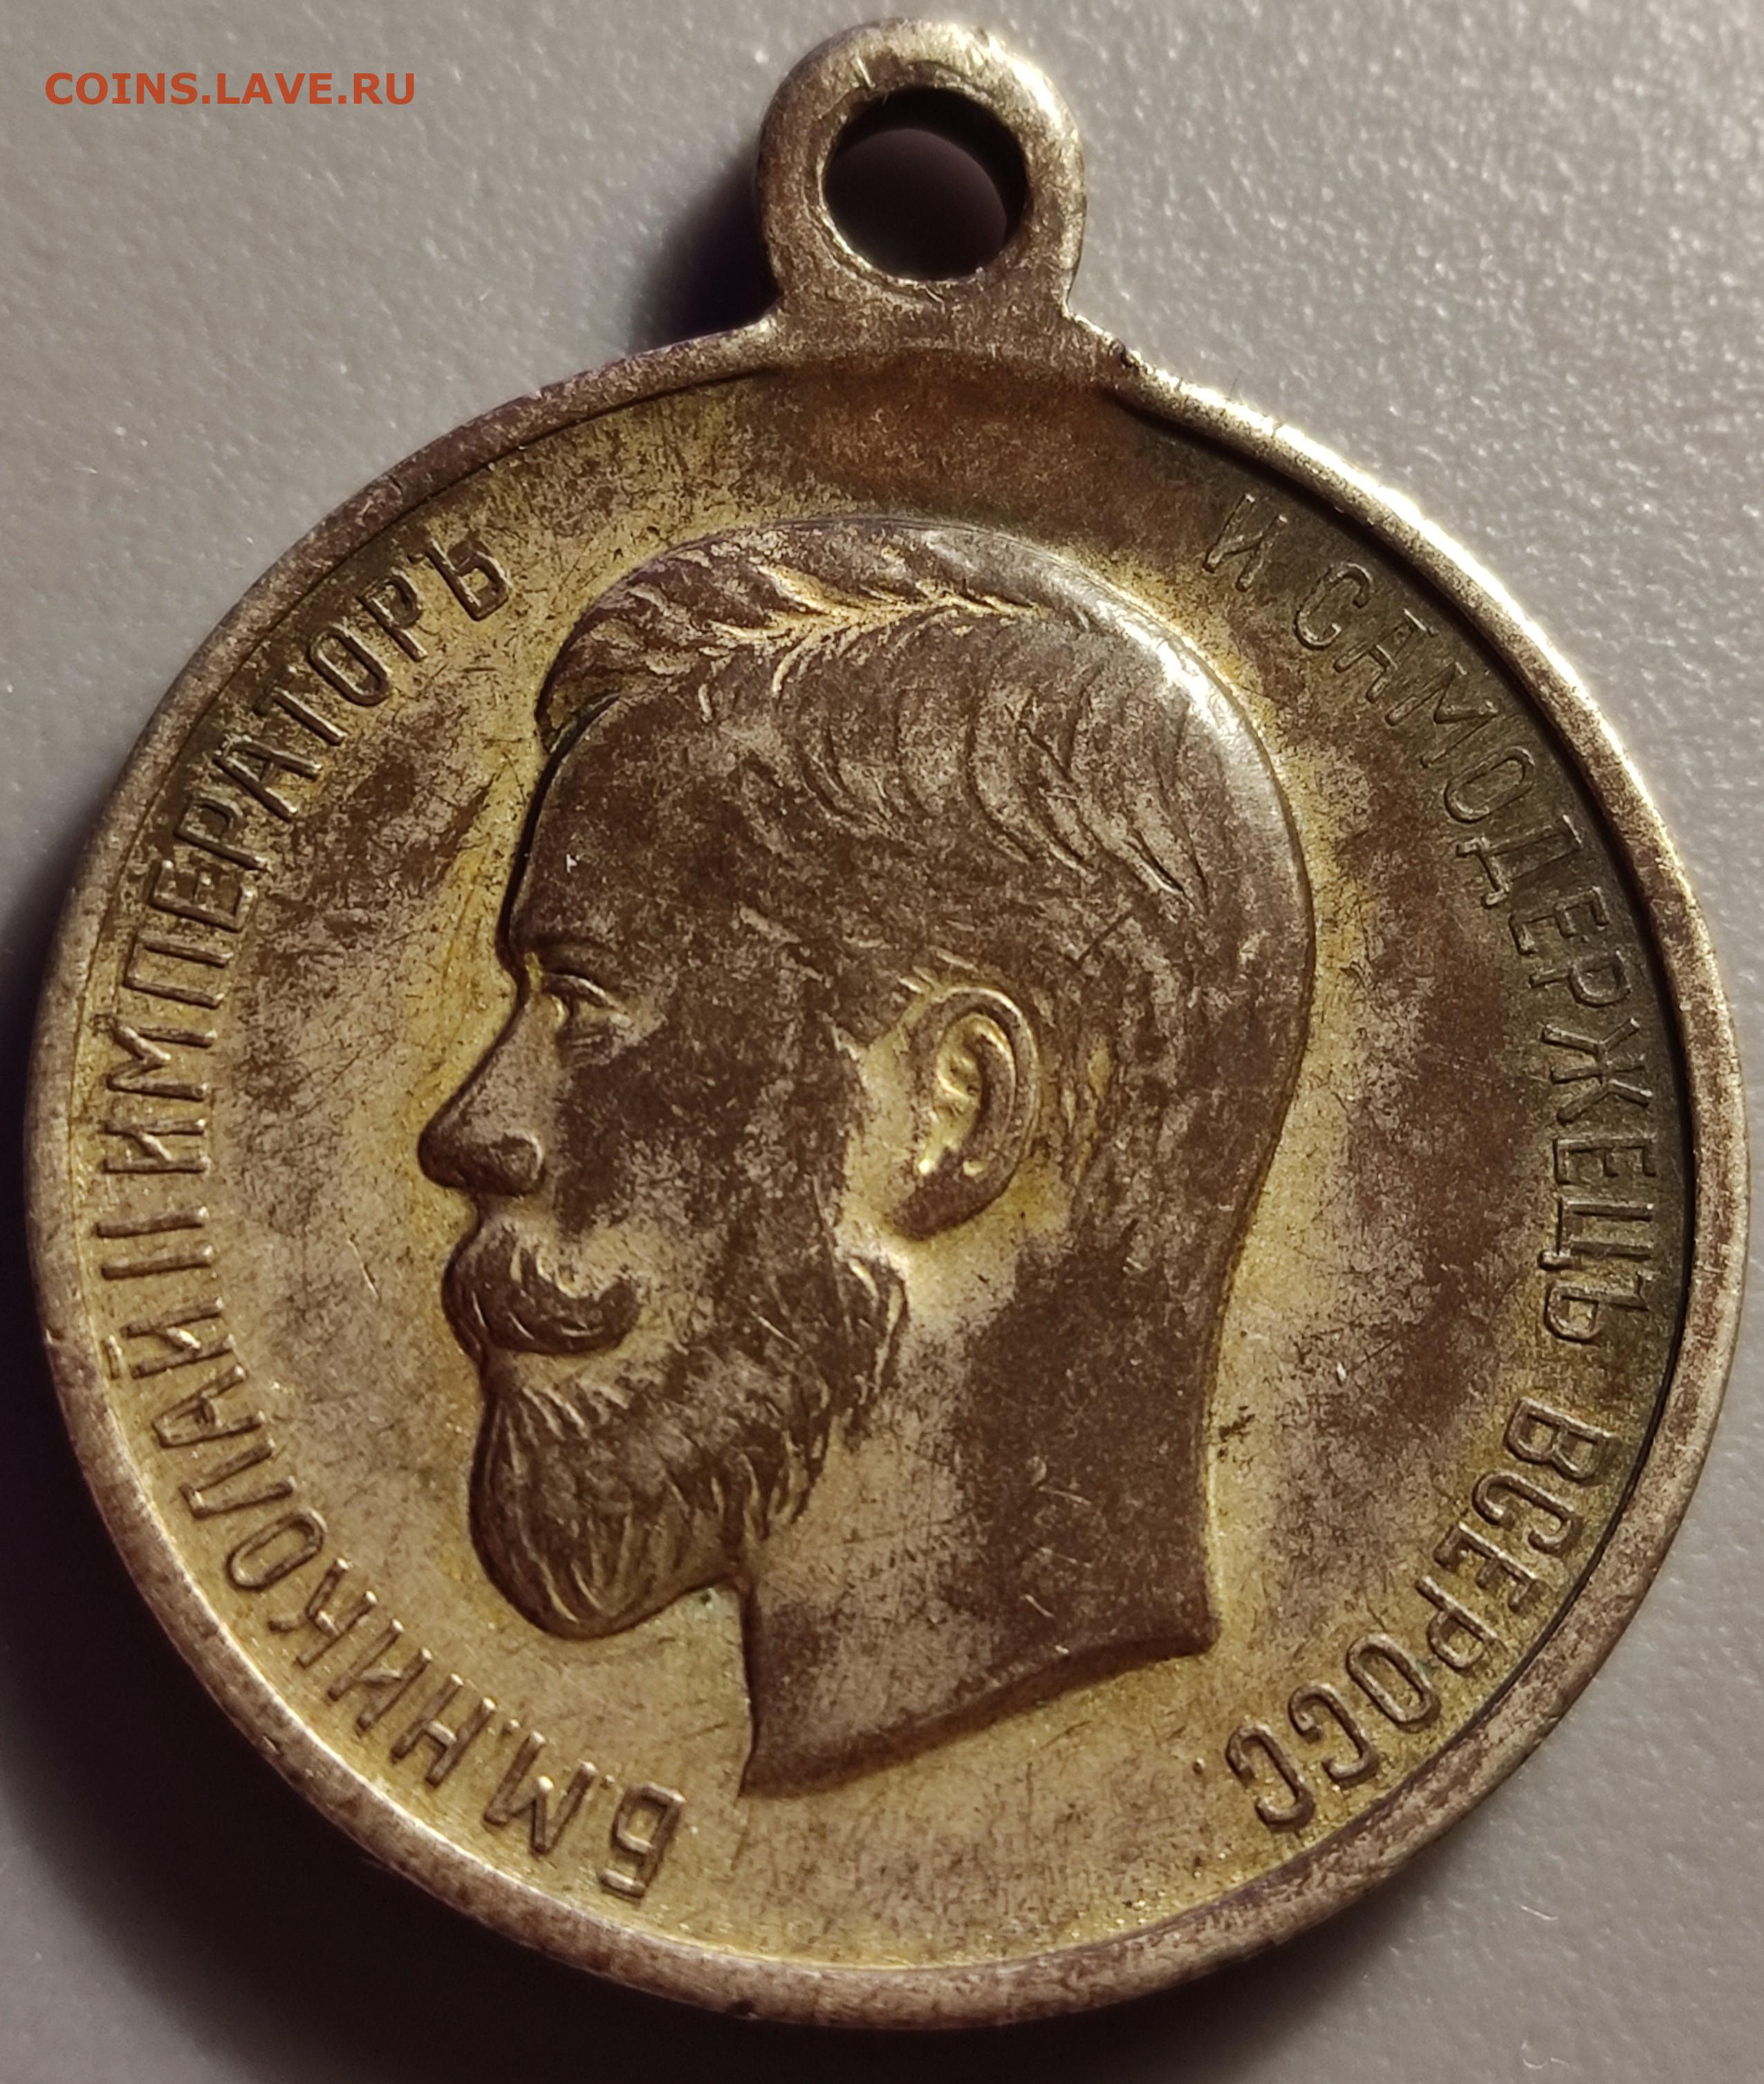 COINS.LAVE.RU
Б.М.НИКОЛАЙ II ИМПЕРАТОРЪ
И САМОДЕРЖЕЦЪ ВСЕРОСС.